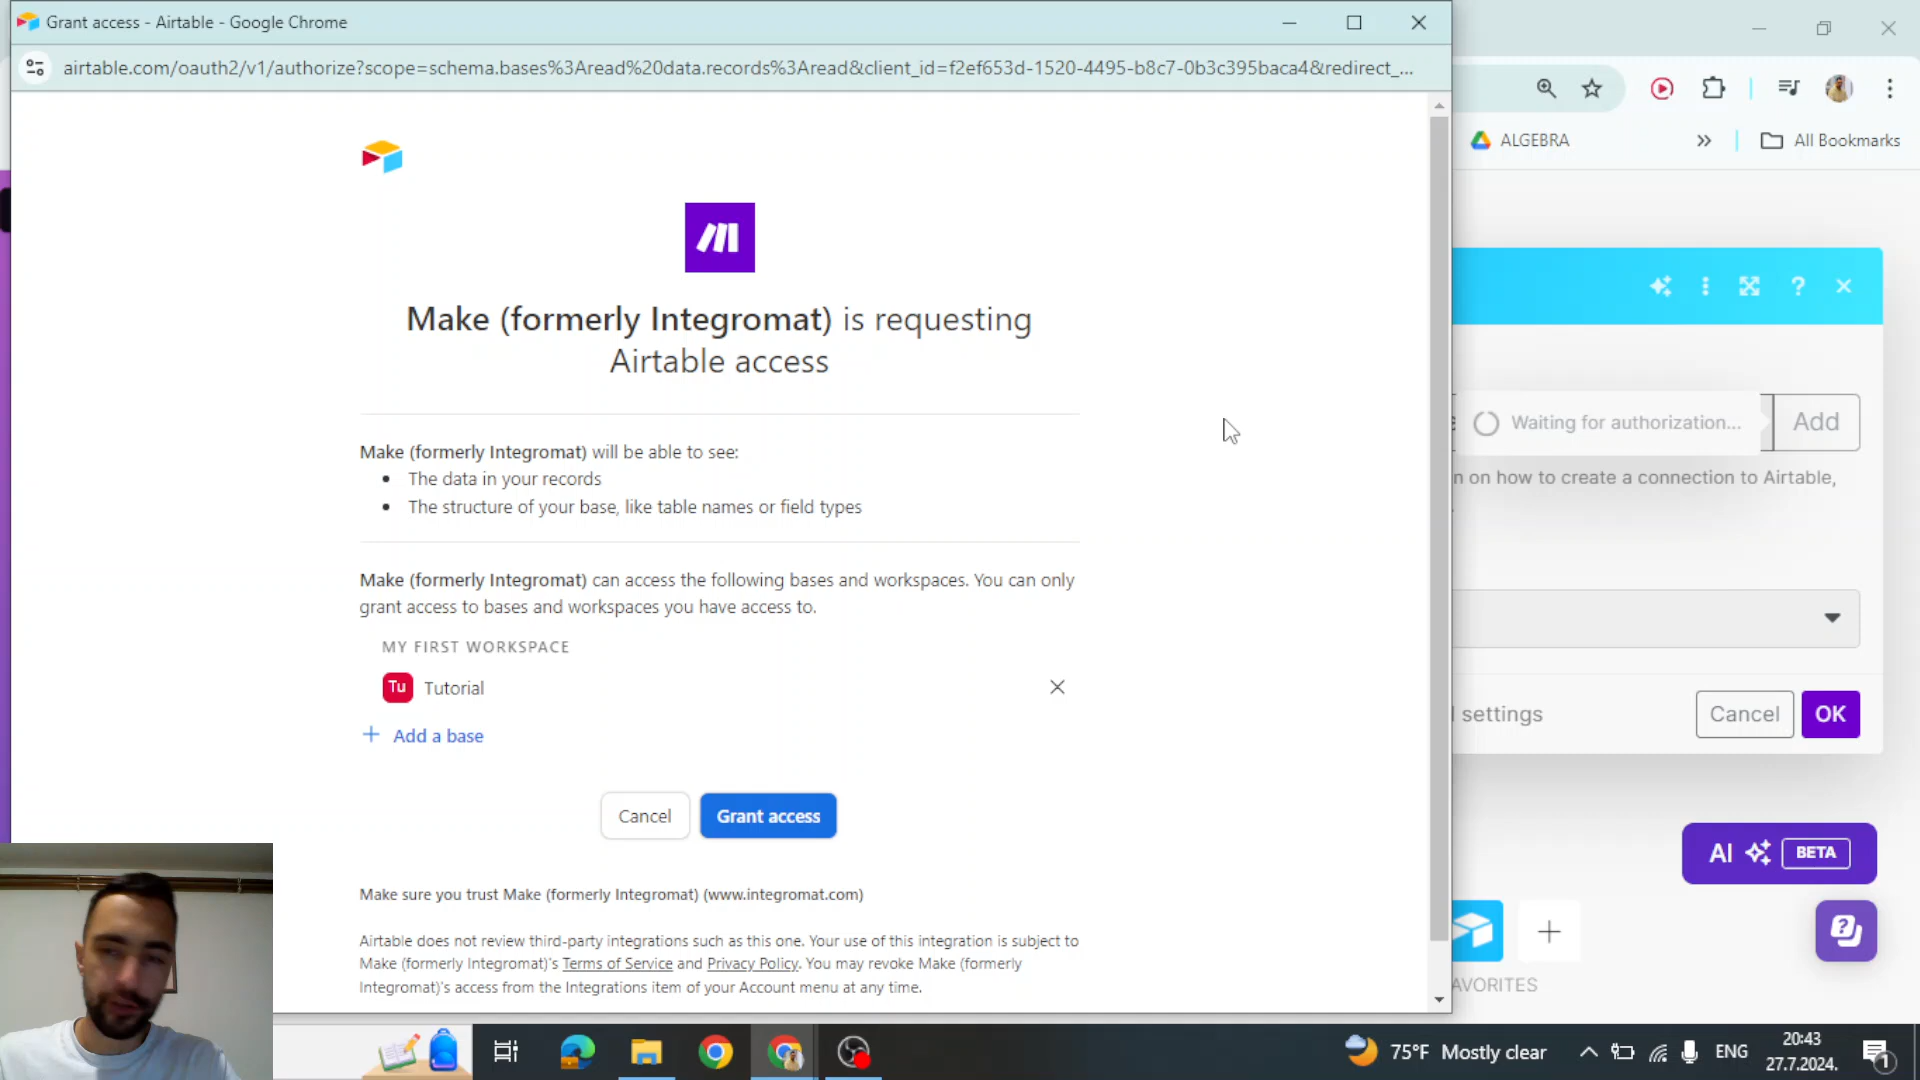 Grant access - Airtable - Google Chrome
airtable.com/oauth2/v1/authorize?scope=schema.bases%3Aread%20data.records%3Aread&client_id=f2ef653d-1520-4495-b8c7-0b3c395baca4&redirect_...
ALGEBRA
All Bookmarks
Make (formerly Integromat) is requesting
Airtable access
Make (formerly Integromat) will be able to see:
The data in your records
The structure of your base, like table names or field types
Make (formerly Integromat) can access the following bases and workspaces. You can only
grant access to bases and workspaces you have access to.
MY FIRST WORKSPACE
Tu Tutorial
Add a base
Cancel
Grant access
Make sure you trust Make (formerly Integromat) (www.integromat.com)
Airtable does not review third-party integrations such as this one. Your use of this integration is subject to
Make (formerly Integromat)'s Terms of Service and Privacy Policy. You may revoke Make (formerly
Integromat)'s access from the Integrations item of your Account menu at any time.
Waiting for authorization...
Add
n on how to create a connection to Airtable,
settings
Cancel
OK
AI BETA
AVORITES
75°F Mostly clear
ENG
20:43
27.7.2024.
1